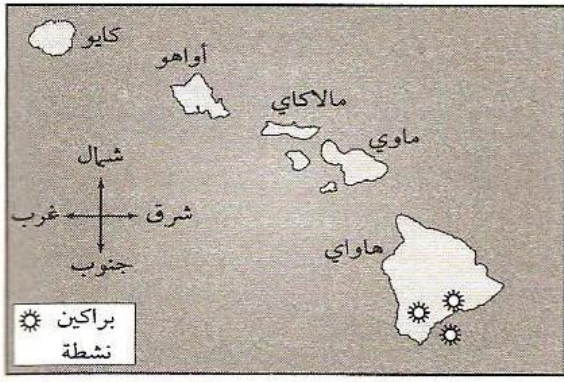 كايو
أواهو
مالاكاي
ماوي
هاواي
شمال
غرب
شرق
جنوب
براكين
نشطة